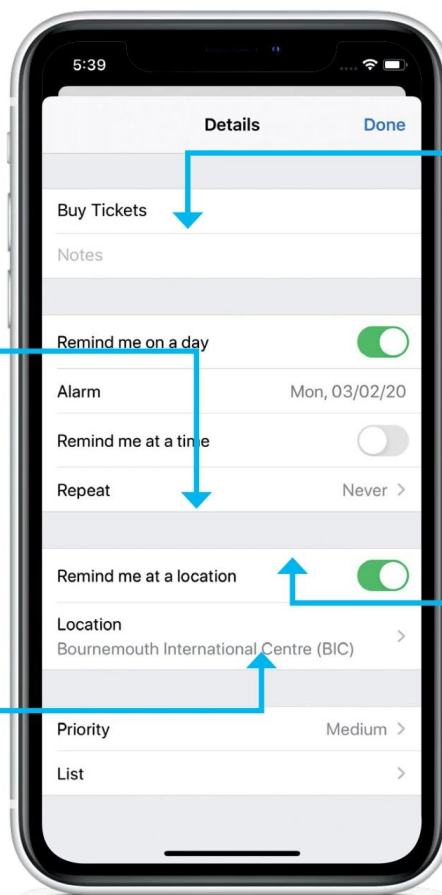 5:39
Details Done
Buy Tickets
Notes
Remind me on a day
Alarm Mon, 03/02/20
Remind me at a time
Repeat Never >
Remind me at a location
Location
Bournemouth International Centre (BIC) >
Priority Medium >
List >